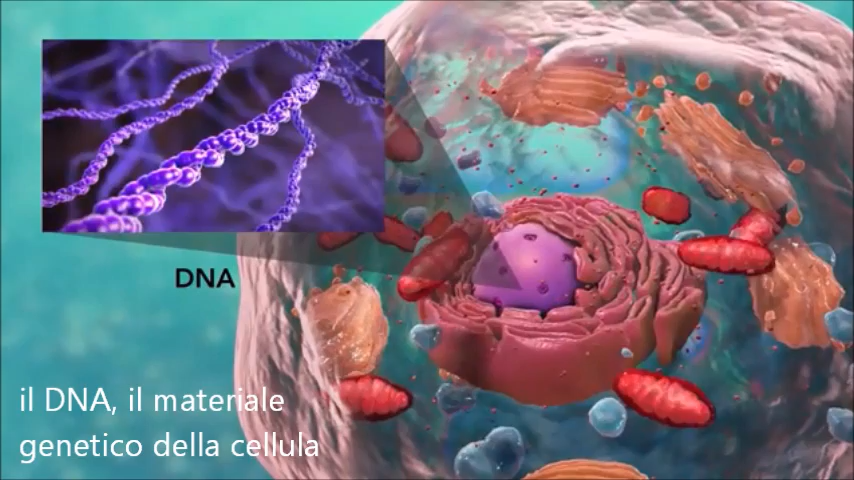 DNA
il DNA, il materiale
genetico della cellula